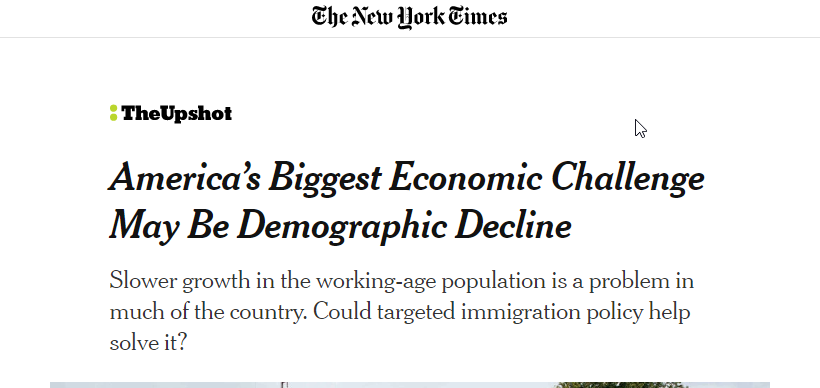 The New York Times
TheUpshot
America’s Biggest Economic Challenge
May Be Demographic Decline
Slower growth in the working-age population is a problem in
much of the country. Could targeted immigration policy help
solve it?